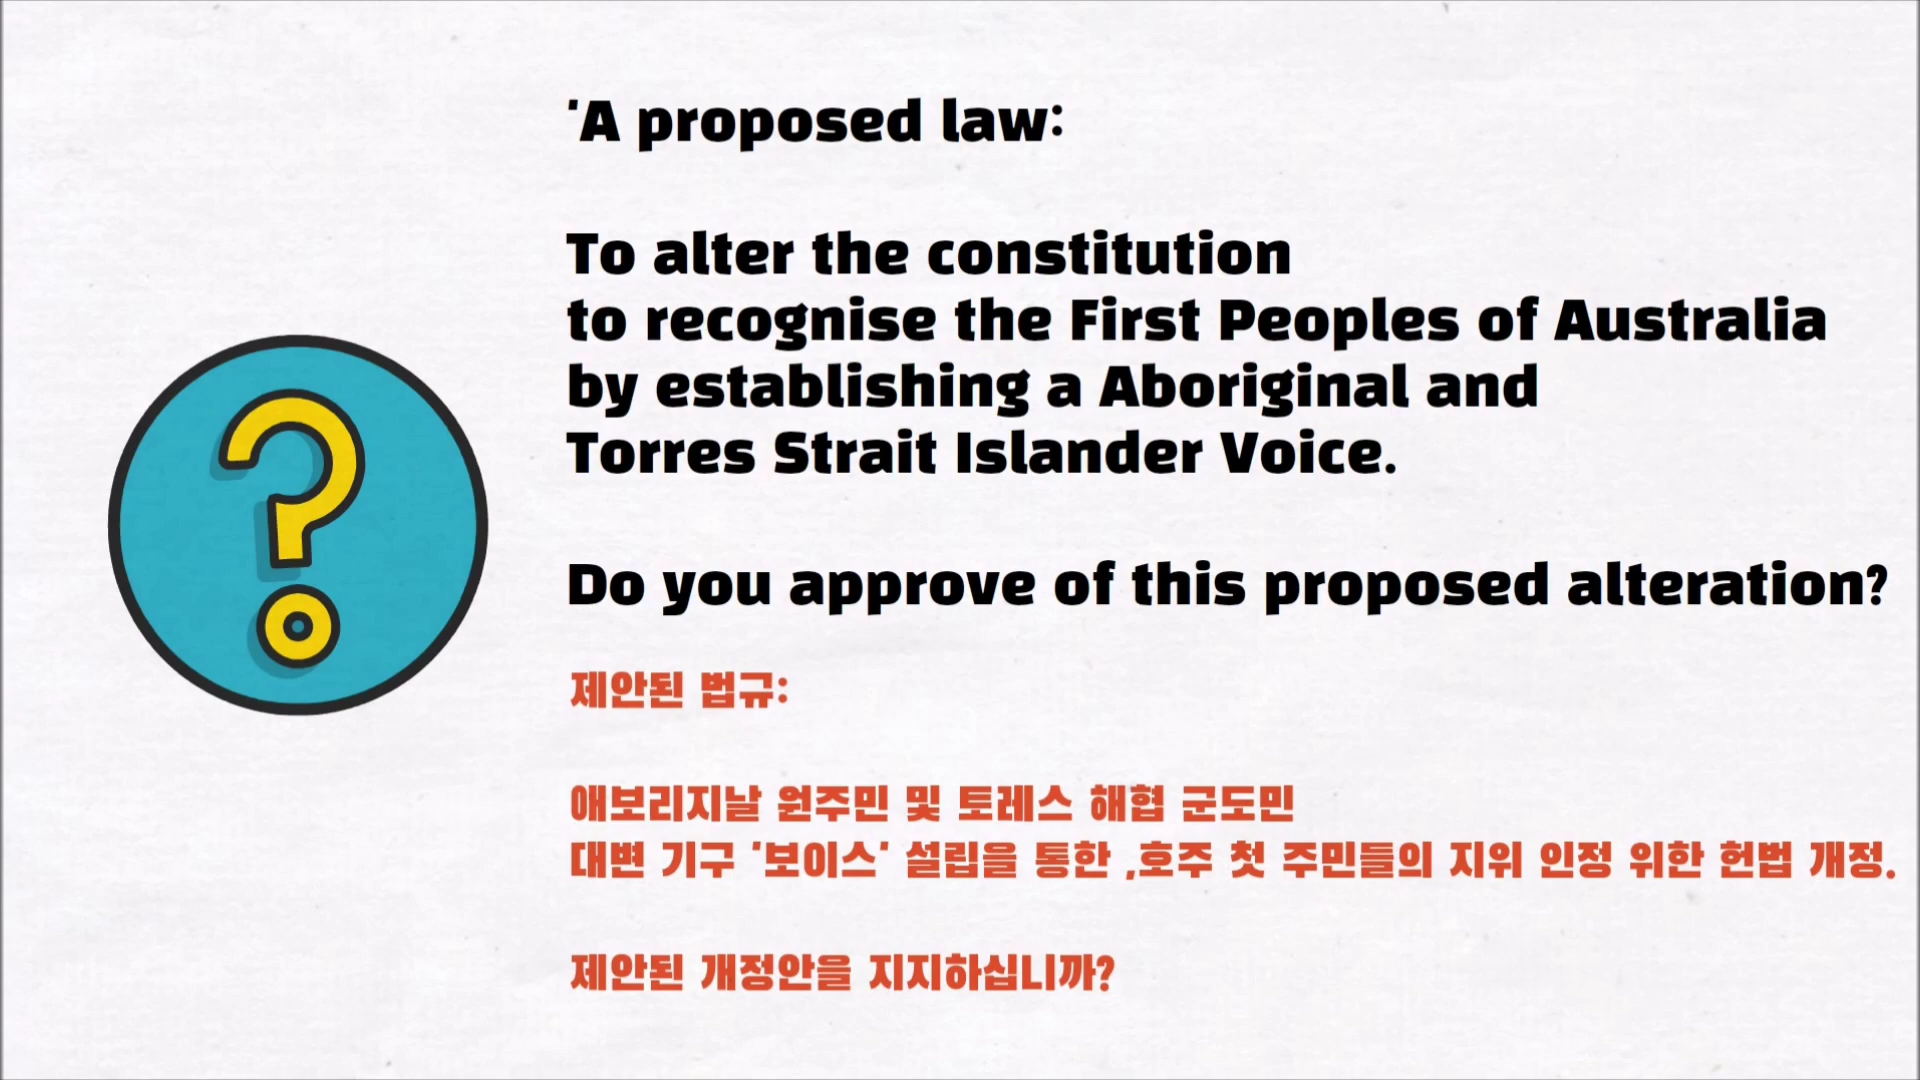 'A proposed law:
To alter the constitution
to recognise the First Peoples of Australia
by establishing a Aboriginal and
Torres Strait Islander Voice.
Do you approve of this proposed alteration?
제안된 법규:
애보리지날 원주민 및 토레스 해협 군도민
대변 기구 '보이스' 설립을 통한 ,호주 첫 주민들의 지위 인정 위한 헌법 개정.
제안된 개정안을 지지하십니까?